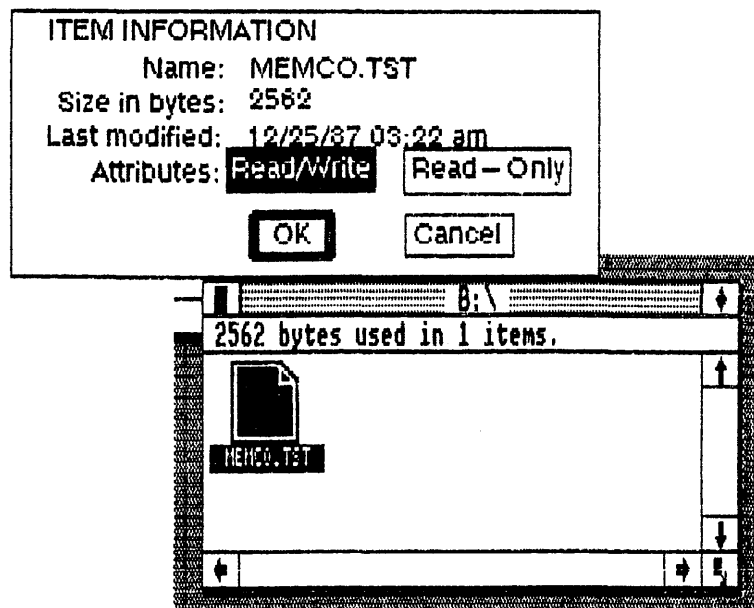 ITEM INFORMATION
Name: MEMCO.TST
Size in bytes: 2562
Last modified: 12/25/87 03:22 am
Attributes: Read/Write Read–Only
OK Cancel
B:\
2562 bytes used in 1 items.
MEMCO.TST